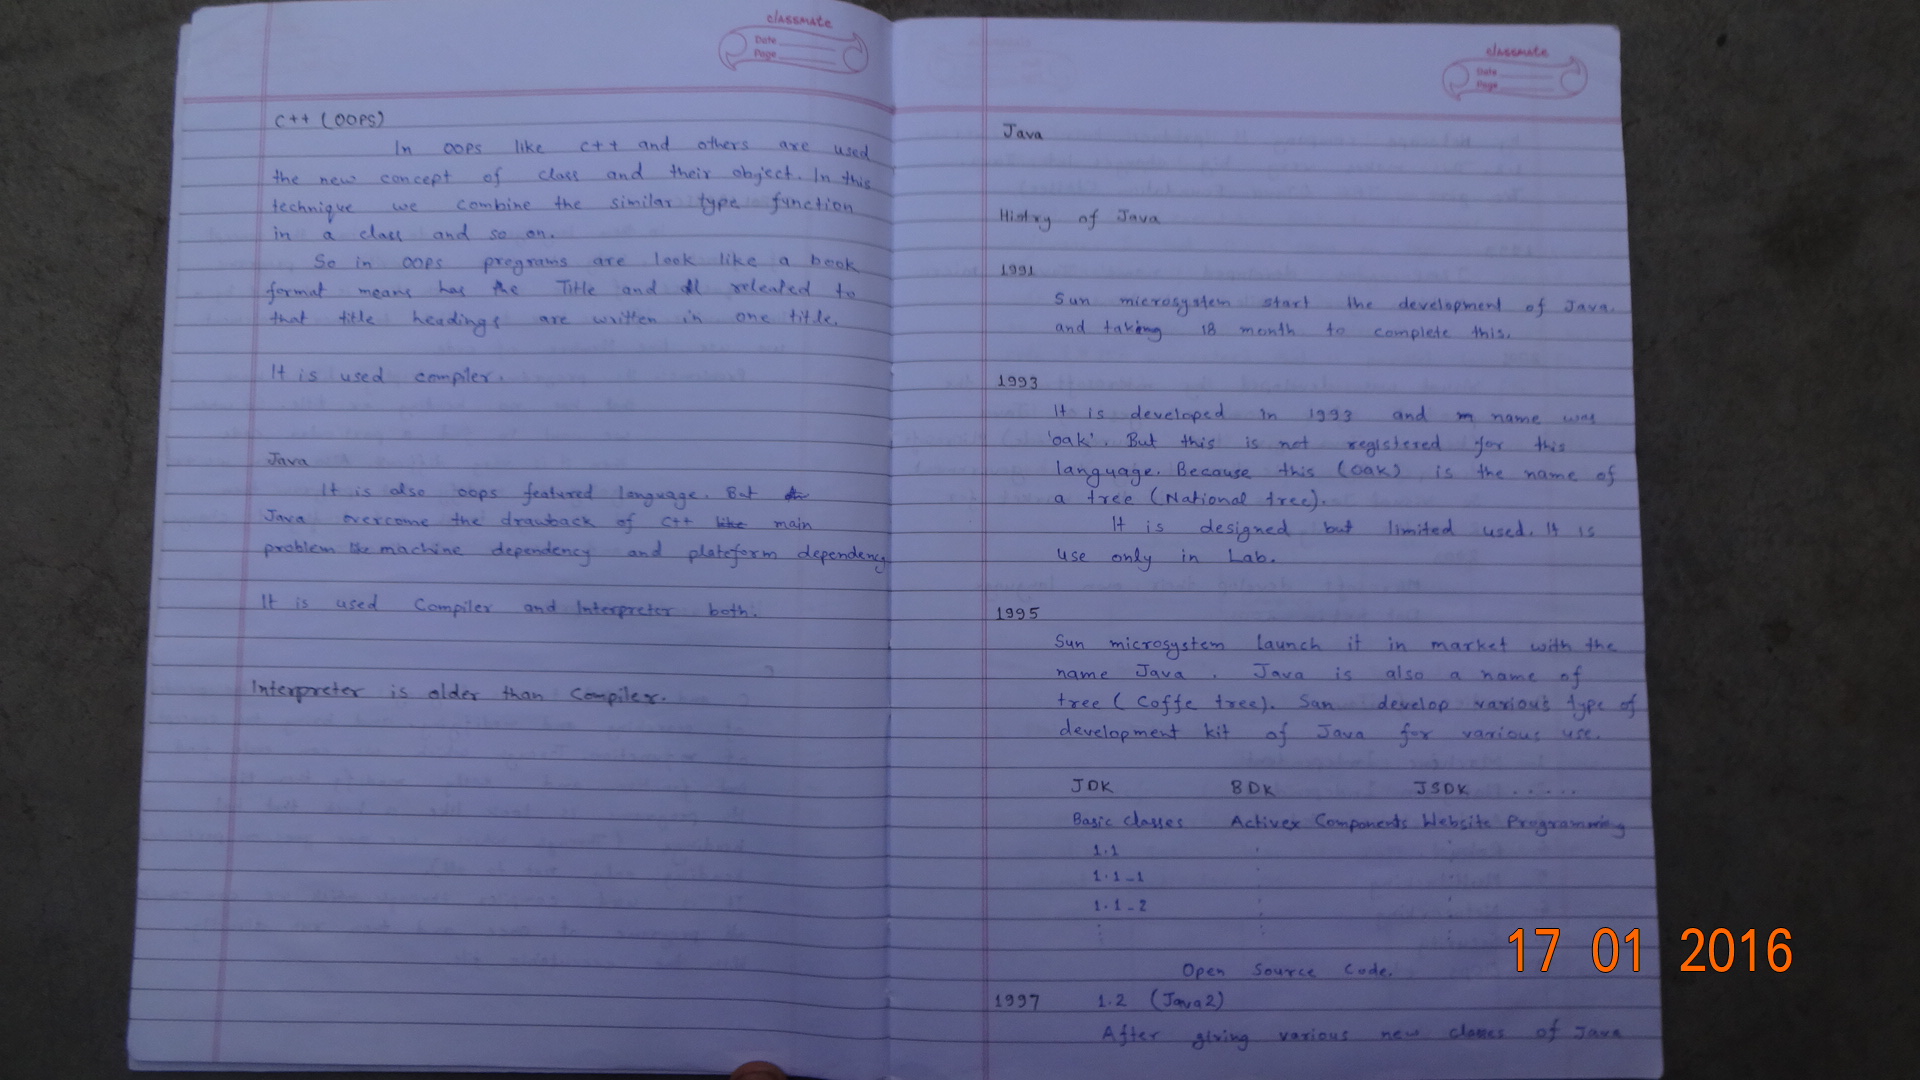 classmate
Date
Page
C++ (OOPS)
In OOPS like C++ and others are used
the new concept of class and their object. In this
technique we combine the similar type function
in a class and so on.
So in OOPS programs are look like a book
format means has the Title and all releated to
that title headings are written in one title.
It is used compiler.
Java
It is also oops featured language. But
Java overcome the drawback of C++ like main
problem like machine dependency and plateform dependency
It is used Compiler and Interpreter both.
Interpreter is older than Compiler.
classmate
Date
Page
Java
Histry of Java
1991
Sun microsystem start the development of Java.
and taking 18 month to complete this.
1993
It is developed in 1993 and name was
'oak'. But this is not registered for this
language. Because this (oak) is the name of
a tree (National tree).
It is designed but limited used. It is
use only in Lab.
1995
Sun microsystem launch it in market with the
name Java. Java is also a name of
tree (Coffe tree). San develop various type of
development kit of Java for various use.
JDK BDK JSDK .....
Basic classes Activex Components Website Programming
1.1
1.1_1
1.1_2
Open Source Code.
1997 1.2 (Java2)
After giving various new classes of Java
17 01 2016